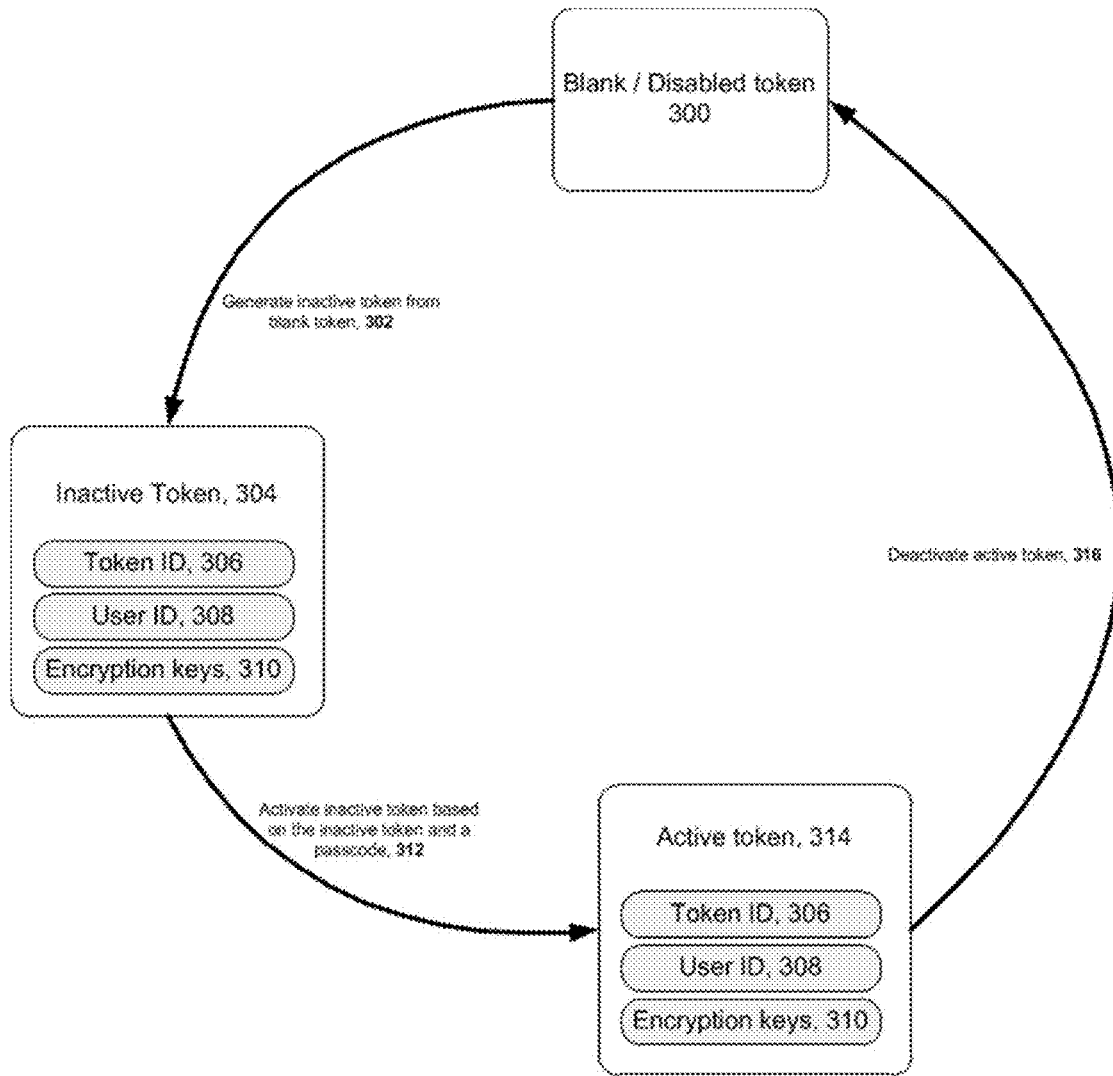 Blank / Disabled token
300
Generate inactive token from
blank token, 302
Inactive Token, 304
Token ID, 306
User ID, 308
Encryption keys, 310
Deactivate active token, 316
Activate inactive token based
on the inactive token and a
passcode, 312
Active token, 314
Token ID, 306
User ID, 308
Encryption keys, 310